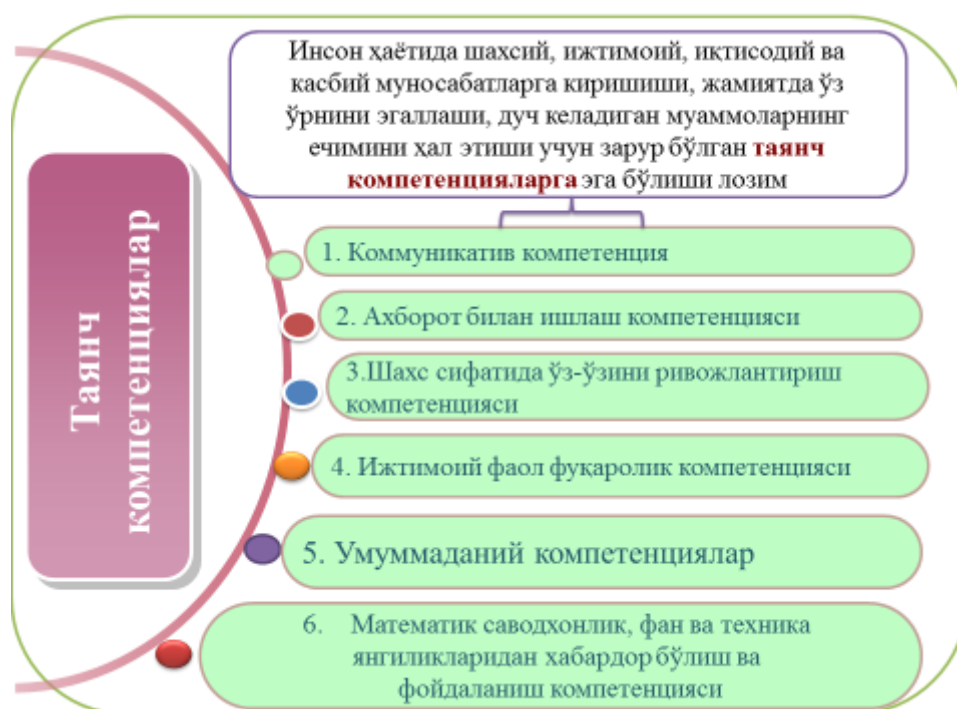 Инсон ҳаётида шахсий, ижтимоий, иқтисодий ва
касбий муносабатларга киришиши, жамиятда ўз
ўрнини эгаллаши, дуч келадиган муаммоларнинг
ечимини ҳал этиши учун зарур бўлган таянч
компетенцияларга эга бўлиши лозим
Таянч
компетенциялар
1. Коммуникатив компетенция
2. Ахборот билан ишлаш компетенцияси
3.Шахс сифатида ўз-ўзини ривожлантириш
компетенцияси
4. Ижтимоий фаол фуқаролик компетенцияси
5. Умуммаданий компетенциялар
6. Математик саводхонлик, фан ва техника
янгиликларидан хабардор бўлиш ва
фойдаланиш компетенцияси